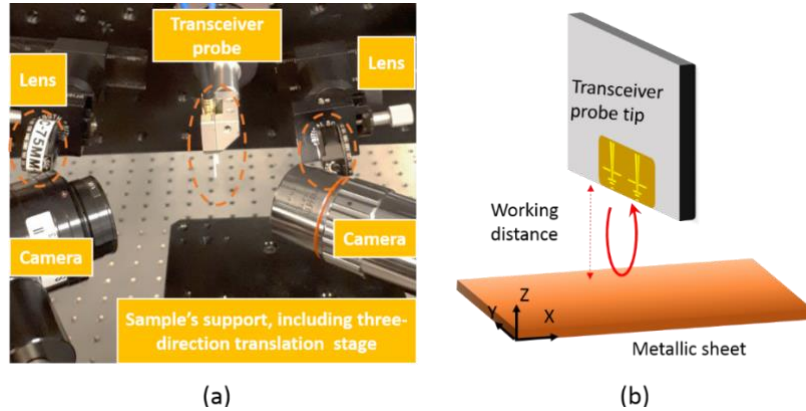 Transceiver
probe
Lens
Lens
C-75MM
Camera
Camera
Sample's support, including three-
direction translation stage
(a)
Transceiver
probe tip
Working
distance
Z
Y
X
Metallic sheet
(b)